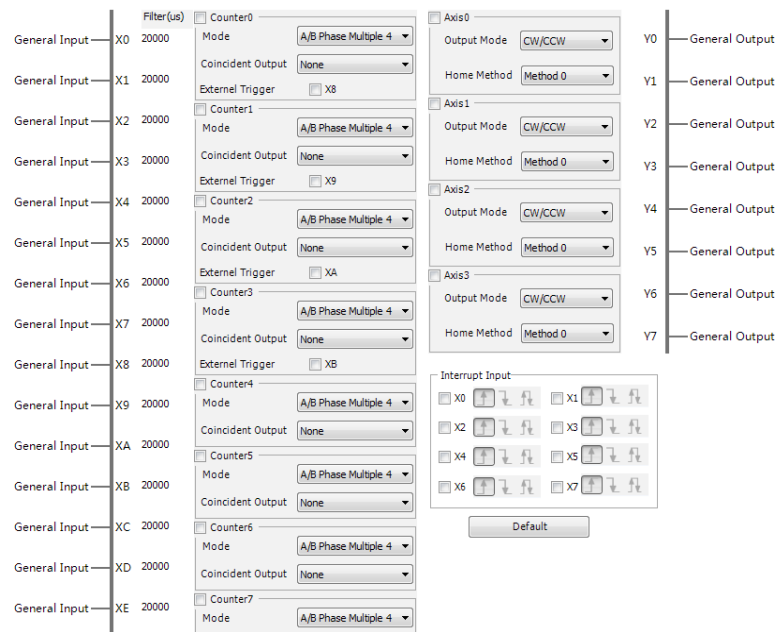 Filter(us)
General Input X0 20000
General Input X1 20000
General Input X2 20000
General Input X3 20000
General Input X4 20000
General Input X5 20000
General Input X6 20000
General Input X7 20000
General Input X8 20000
General Input X9 20000
General Input XA 20000
General Input XB 20000
General Input XC 20000
General Input XD 20000
General Input XE 20000
Counter0
Mode A/B Phase Multiple 4
Coincident Output None
External Trigger X8
Counter1
Mode A/B Phase Multiple 4
Coincident Output None
External Trigger X9
Counter2
Mode A/B Phase Multiple 4
Coincident Output None
External Trigger XA
Counter3
Mode A/B Phase Multiple 4
Coincident Output None
External Trigger XB
Counter4
Mode A/B Phase Multiple 4
Coincident Output None
Counter5
Mode A/B Phase Multiple 4
Coincident Output None
Counter6
Mode A/B Phase Multiple 4
Coincident Output None
Counter7
Mode A/B Phase Multiple 4
Axis0
Output Mode CW/CCW
Home Method Method 0
Axis1
Output Mode CW/CCW
Home Method Method 0
Axis2
Output Mode CW/CCW
Home Method Method 0
Axis3
Output Mode CW/CCW
Home Method Method 0
Y0 General Output
Y1 General Output
Y2 General Output
Y3 General Output
Y4 General Output
Y5 General Output
Y6 General Output
Y7 General Output
Interrupt Input
X0 X1
X2 X3
X4 X5
X6 X7
Default